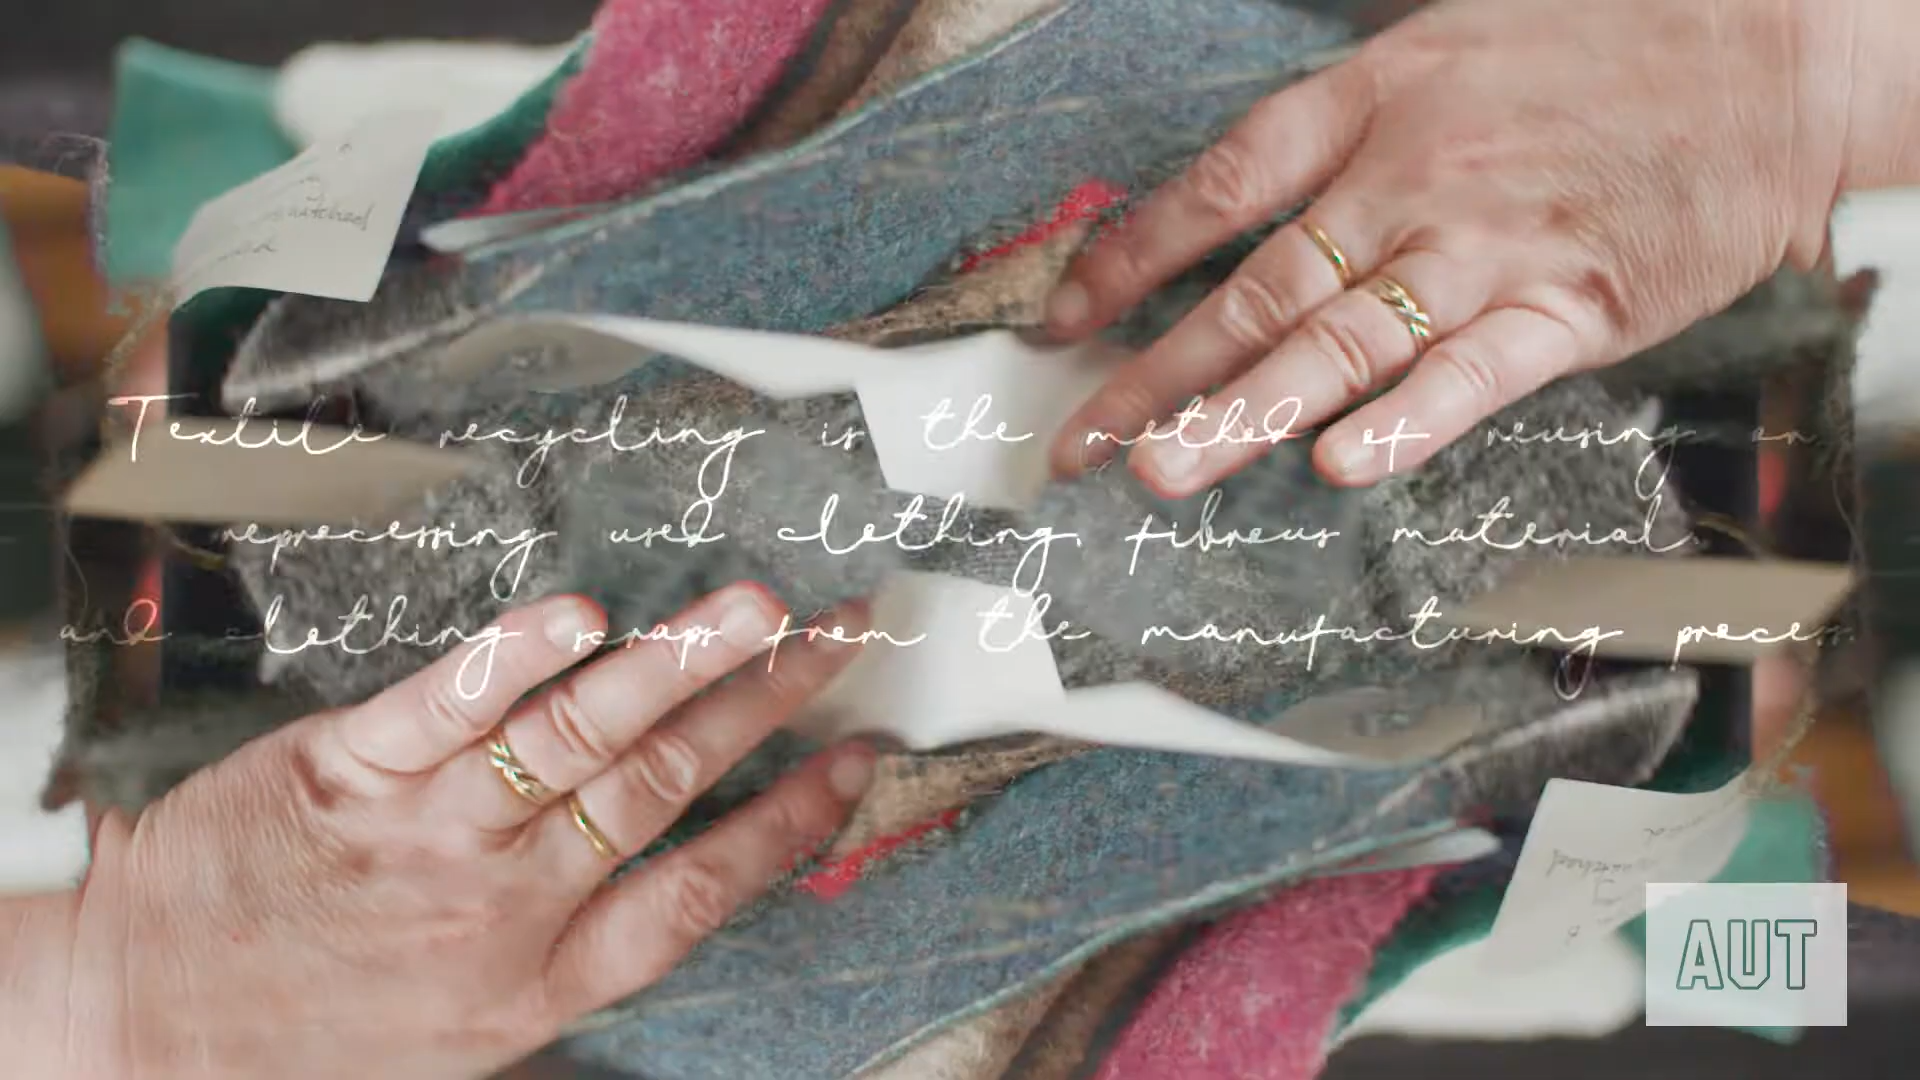 Textile recycling is the method of reusing or
reprocessing used clothing, fibrous material,
and clothing scraps from the manufacturing process.
AUT